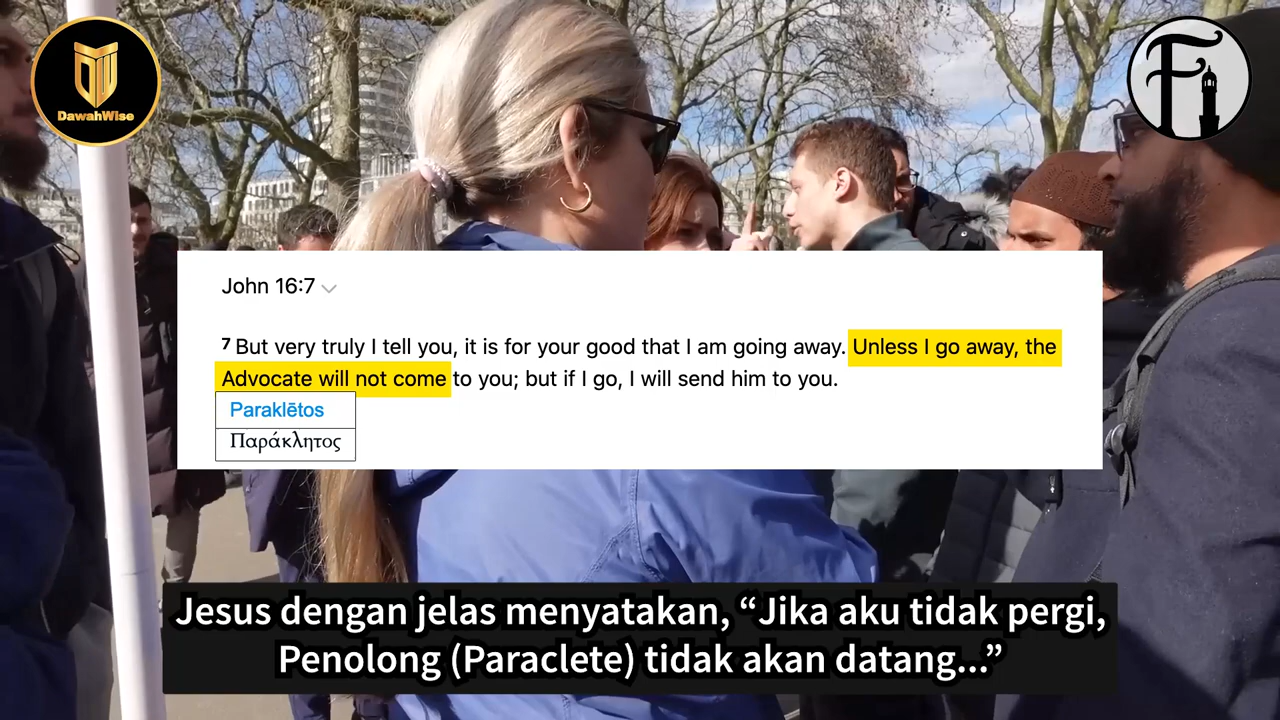 DawahWise
Fi
John 16:7
7 But very truly I tell you, it is for your good that I am going away. Unless I go away, the
Advocate will not come to you; but if I go, I will send him to you.
Paraklētos
Παράκλητος
Jesus dengan jelas menyatakan, “Jika aku tidak pergi,
Penolong (Paraclete) tidak akan datang...”